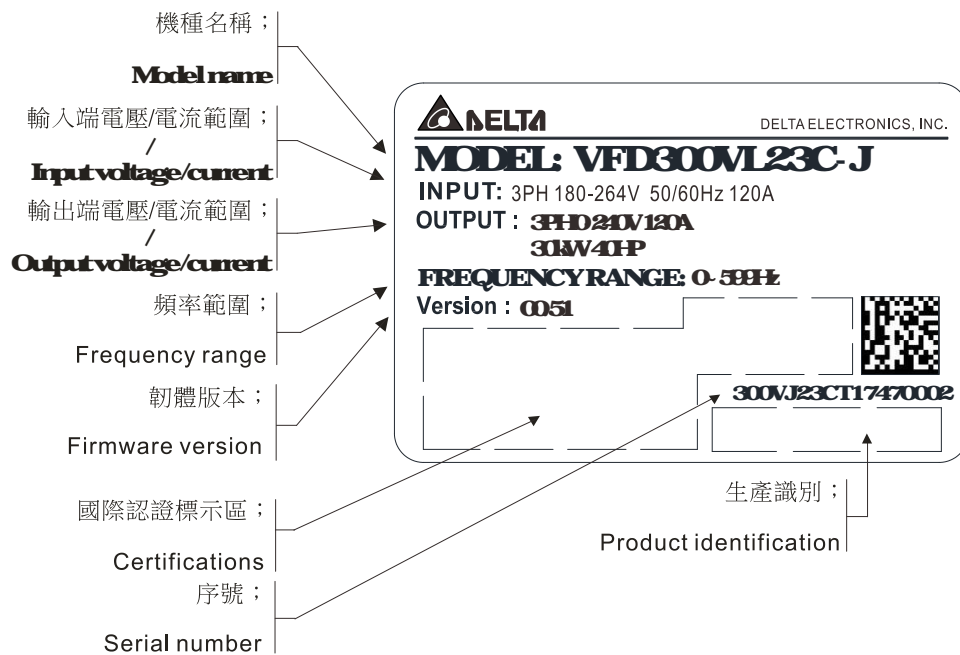 機種名稱；
Model name
輸入端電壓/電流範圍；
/
Input voltage/current
輸出端電壓/電流範圍；
/
Output voltage/current
頻率範圍；
Frequency range
韌體版本；
Firmware version
國際認證標示區；
Certifications
序號；
Serial number
DELTA
DELTA ELECTRONICS, INC.
MODEL: VFD300VL23C-J
INPUT: 3PH 180-264V 50/60Hz 120A
OUTPUT : 3PH 0-240V 120A
30kW 40HP
FREQUENCY RANGE: 0~599Hz
Version : 00.51
300VJ23CT17470002
生產識別；
Product identification